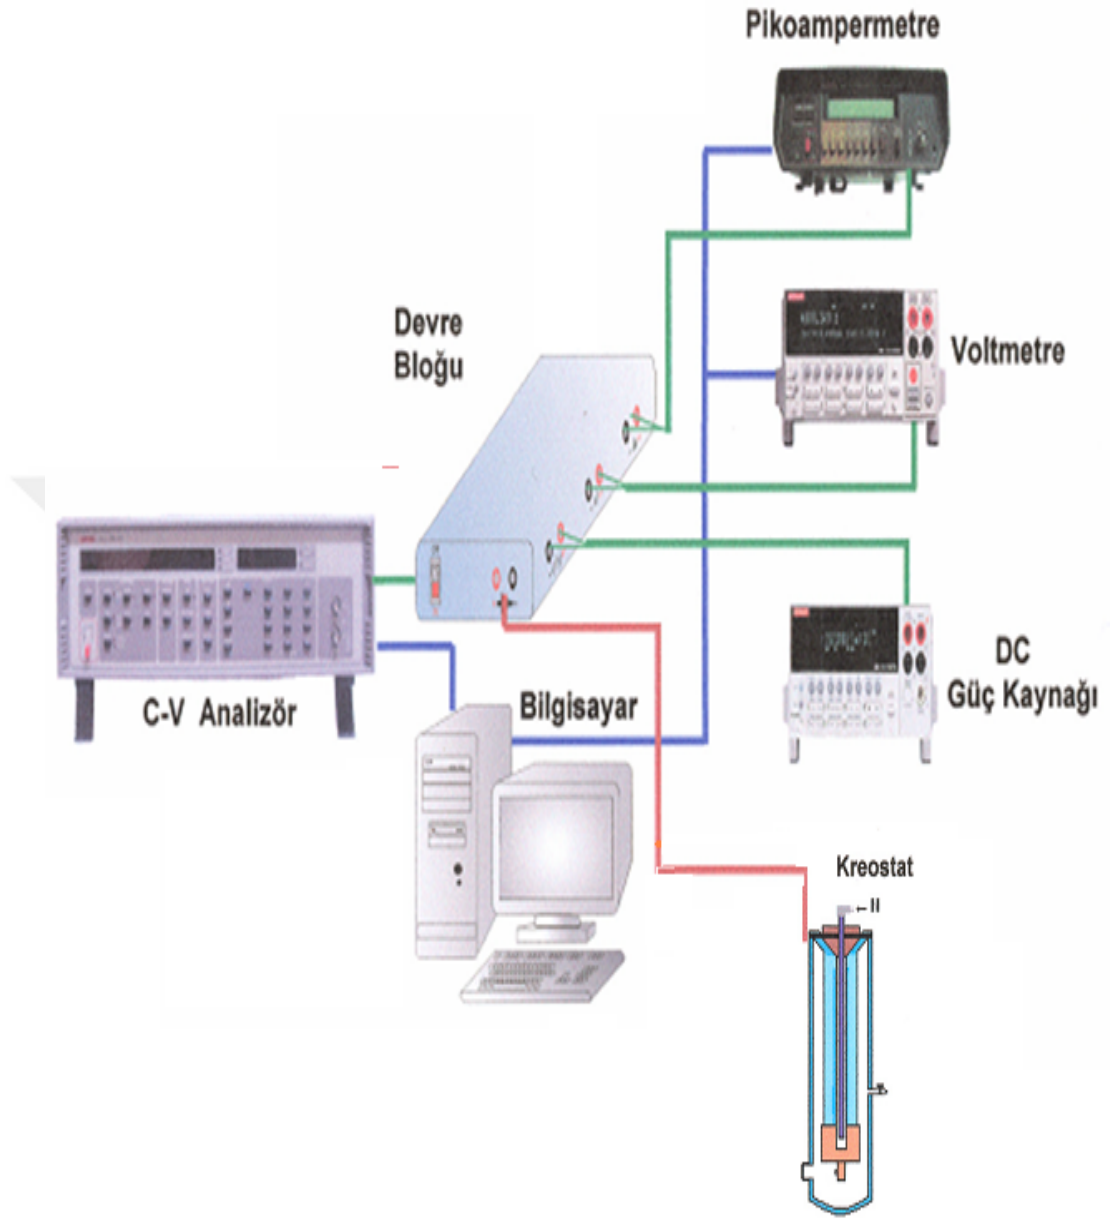 Pikoampermetre
Devre
Bloğu
Voltmetre
C-V Analizör
Bilgisayar
DC
Güç Kaynağı
Kreostat